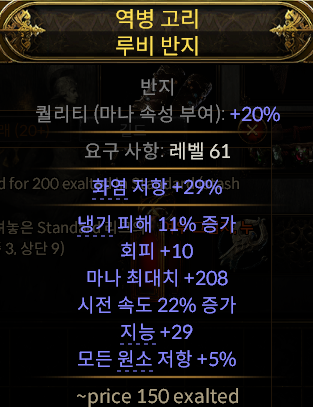 역병 고리
루비 반지
반지
퀄리티 (마나 속성 부여): +20%
요구 사항: 레벨 61
d for 200 exalted
화염 저항 +29%
냉기 피해 11% 증가
회피 +10
마나 최대치 +208
시전 속도 22% 증가
지능 +29
모든 원소 저항 +5%
~price 150 exalted